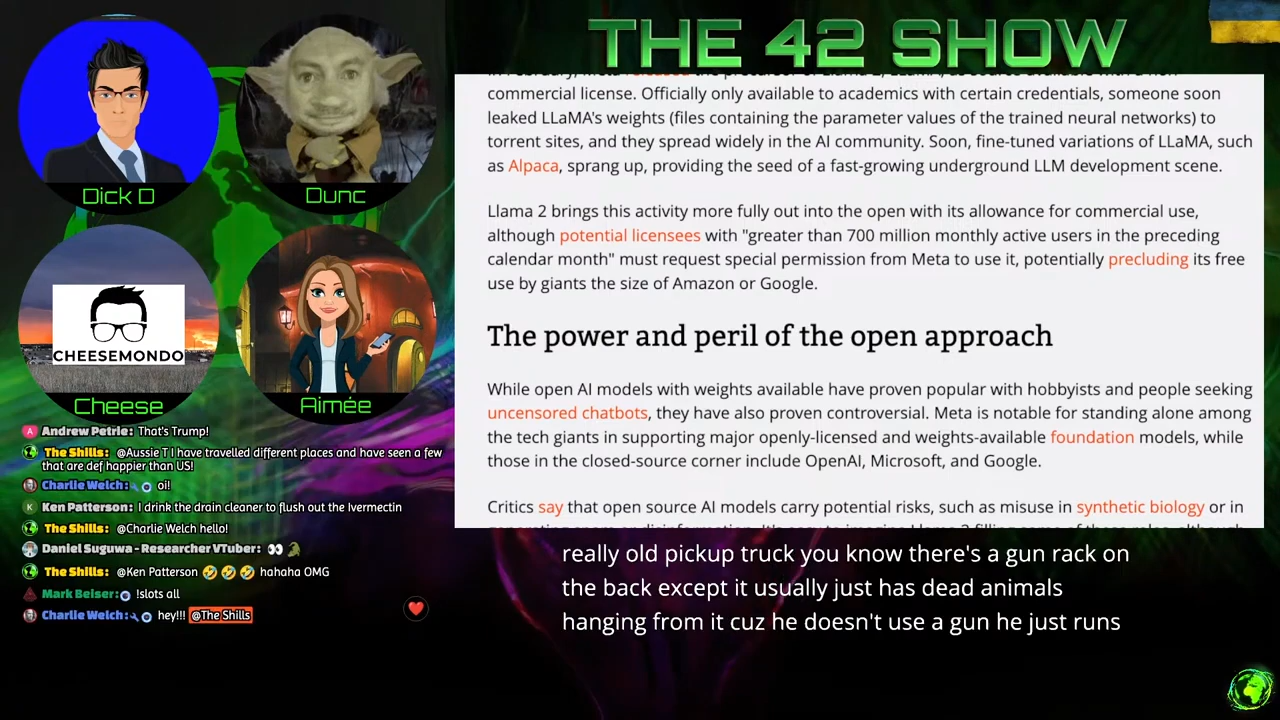 THE 42 SHOW
Dick D
Dunc
CHEESEMONDO
Cheese
Aimée
A Andrew Petrie: That's Trump!
The Shills: @Aussie T I have travelled different places and have seen a few
that are def happier than US!
Charlie Welch: oi!
K Ken Patterson: I drink the drain cleaner to flush out the Ivermectin
The Shills: @Charlie Welch hello!
Daniel Suguwa - Researcher VTuber: 👀 🐊
The Shills: @Ken Patterson 🤣 🤣 🤣 hahaha OMG
Mark Beiser: !slots all
Charlie Welch: hey!!! @The Shills
commercial license. Officially only available to academics with certain credentials, someone soon
leaked LLaMA's weights (files containing the parameter values of the trained neural networks) to
torrent sites, and they spread widely in the AI community. Soon, fine-tuned variations of LLaMA, such
as Alpaca, sprang up, providing the seed of a fast-growing underground LLM development scene.
Llama 2 brings this activity more fully out into the open with its allowance for commercial use,
although potential licensees with "greater than 700 million monthly active users in the preceding
calendar month" must request special permission from Meta to use it, potentially precluding its free
use by giants the size of Amazon or Google.
The power and peril of the open approach
While open AI models with weights available have proven popular with hobbyists and people seeking
uncensored chatbots, they have also proven controversial. Meta is notable for standing alone among
the tech giants in supporting major openly-licensed and weights-available foundation models, while
those in the closed-source corner include OpenAI, Microsoft, and Google.
Critics say that open source AI models carry potential risks, such as misuse in synthetic biology or in
really old pickup truck you know there's a gun rack on
the back except it usually just has dead animals
hanging from it cuz he doesn't use a gun he just runs